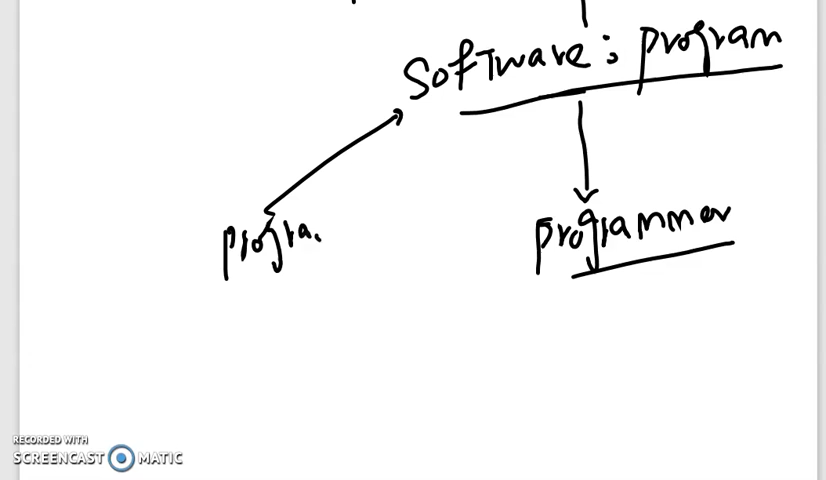 Software : program
progra
programmer
RECORDED WITH
SCREENCAST MATIC